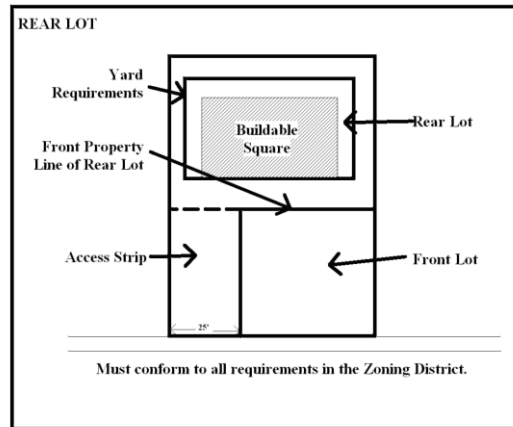 REAR LOT
Yard
Requirements
Buildable
Square
Rear Lot
Front Property
Line of Rear Lot
Access Strip
Front Lot
25'
Must conform to all requirements in the Zoning District.